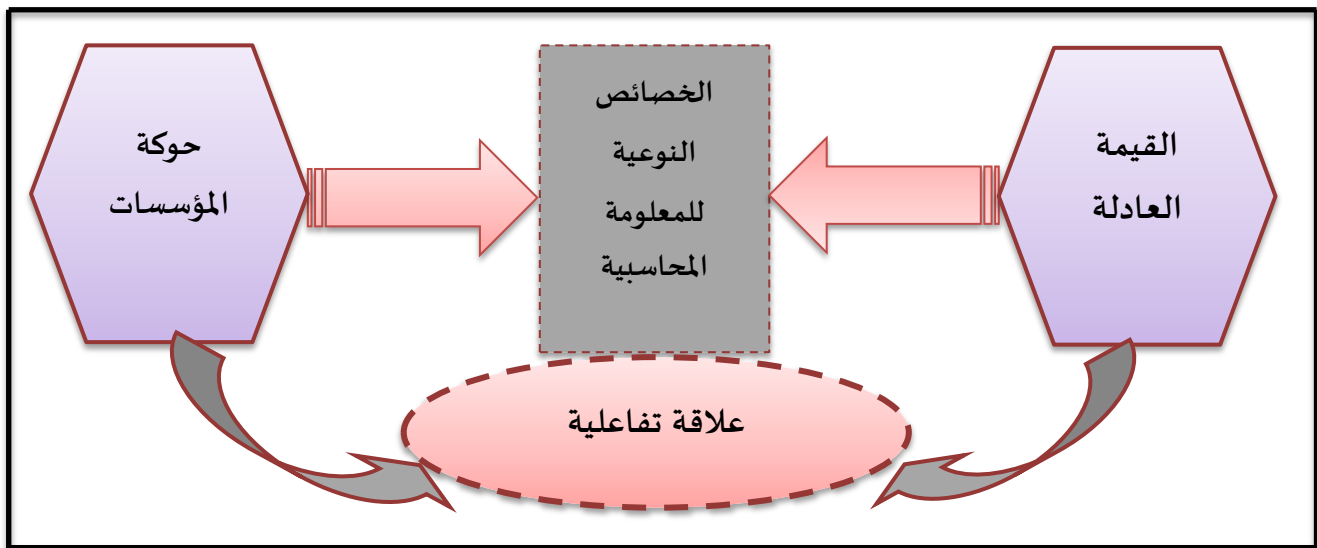 القيمة
العادلة
الخصائص
النوعية
للمعلومة
المحاسبية
حوكة
المؤسسات
علاقة تفاعلية